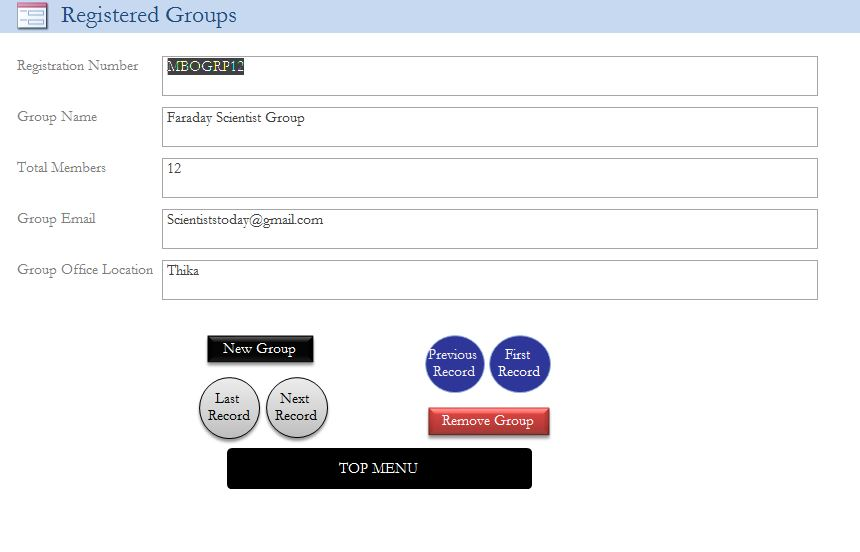 Registered Groups
Registration Number MBOGRP12
Group Name Faraday Scientist Group
Total Members 12
Group Email Scientiststoday@gmail.com
Group Office Location Thika
New Group
Previous Record
First Record
Last Record
Next Record
Remove Group
TOP MENU